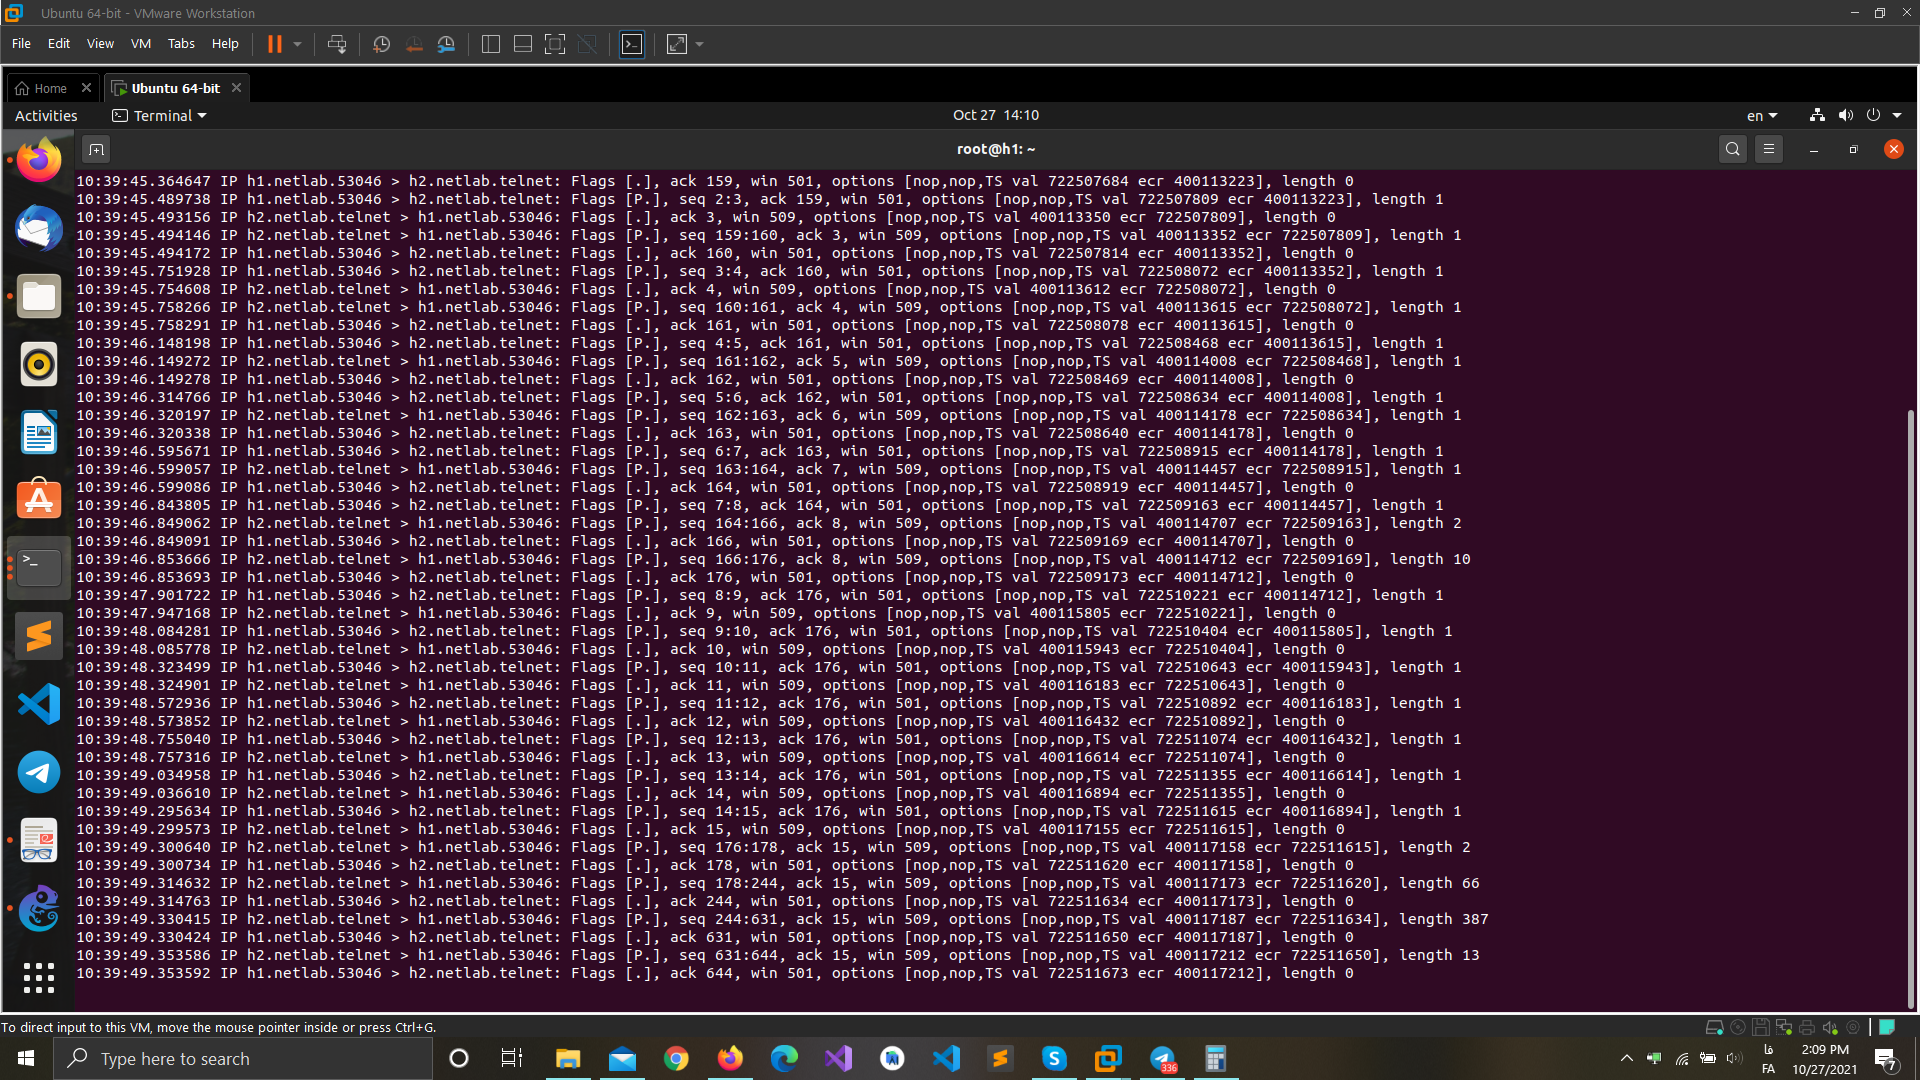 Ubuntu 64-bit - VMware Workstation
File Edit View VM Tabs Help
Home Ubuntu 64-bit
Activities Terminal Oct 27 14:10 en
root@h1: ~
10:39:45.364647 IP h1.netlab.53046 > h2.netlab.telnet: Flags [.], ack 159, win 501, options [nop,nop,TS val 722507684 ecr 400113223], length 0
10:39:45.489738 IP h1.netlab.53046 > h2.netlab.telnet: Flags [P.], seq 2:3, ack 159, win 501, options [nop,nop,TS val 722507809 ecr 400113223], length 1
10:39:45.493156 IP h2.netlab.telnet > h1.netlab.53046: Flags [.], ack 3, win 509, options [nop,nop,TS val 400113350 ecr 722507809], length 0
10:39:45.494146 IP h2.netlab.telnet > h1.netlab.53046: Flags [P.], seq 159:160, ack 3, win 509, options [nop,nop,TS val 400113352 ecr 722507809], length 1
10:39:45.494172 IP h1.netlab.53046 > h2.netlab.telnet: Flags [.], ack 160, win 501, options [nop,nop,TS val 722507814 ecr 400113352], length 0
10:39:45.751928 IP h1.netlab.53046 > h2.netlab.telnet: Flags [P.], seq 3:4, ack 160, win 501, options [nop,nop,TS val 722508072 ecr 400113352], length 1
10:39:45.754608 IP h2.netlab.telnet > h1.netlab.53046: Flags [.], ack 4, win 509, options [nop,nop,TS val 400113612 ecr 722508072], length 0
10:39:45.758266 IP h2.netlab.telnet > h1.netlab.53046: Flags [P.], seq 160:161, ack 4, win 509, options [nop,nop,TS val 400113615 ecr 722508072], length 1
10:39:45.758291 IP h1.netlab.53046 > h2.netlab.telnet: Flags [.], ack 161, win 501, options [nop,nop,TS val 722508078 ecr 400113615], length 0
10:39:46.148198 IP h1.netlab.53046 > h2.netlab.telnet: Flags [P.], seq 4:5, ack 161, win 501, options [nop,nop,TS val 722508468 ecr 400113615], length 1
10:39:46.149272 IP h2.netlab.telnet > h1.netlab.53046: Flags [P.], seq 161:162, ack 5, win 509, options [nop,nop,TS val 400114008 ecr 722508468], length 1
10:39:46.149278 IP h1.netlab.53046 > h2.netlab.telnet: Flags [.], ack 162, win 501, options [nop,nop,TS val 722508469 ecr 400114008], length 0
10:39:46.314766 IP h1.netlab.53046 > h2.netlab.telnet: Flags [P.], seq 5:6, ack 162, win 501, options [nop,nop,TS val 722508634 ecr 400114008], length 1
10:39:46.320197 IP h2.netlab.telnet > h1.netlab.53046: Flags [P.], seq 162:163, ack 6, win 509, options [nop,nop,TS val 400114178 ecr 722508634], length 1
10:39:46.320338 IP h1.netlab.53046 > h2.netlab.telnet: Flags [.], ack 163, win 501, options [nop,nop,TS val 722508640 ecr 400114178], length 0
10:39:46.595671 IP h1.netlab.53046 > h2.netlab.telnet: Flags [P.], seq 6:7, ack 163, win 501, options [nop,nop,TS val 722508915 ecr 400114178], length 1
10:39:46.599057 IP h2.netlab.telnet > h1.netlab.53046: Flags [P.], seq 163:164, ack 7, win 509, options [nop,nop,TS val 400114457 ecr 722508915], length 1
10:39:46.599086 IP h1.netlab.53046 > h2.netlab.telnet: Flags [.], ack 164, win 501, options [nop,nop,TS val 722508919 ecr 400114457], length 0
10:39:46.843805 IP h1.netlab.53046 > h2.netlab.telnet: Flags [P.], seq 7:8, ack 164, win 501, options [nop,nop,TS val 722509163 ecr 400114457], length 1
10:39:46.849062 IP h2.netlab.telnet > h1.netlab.53046: Flags [P.], seq 164:166, ack 8, win 509, options [nop,nop,TS val 400114707 ecr 722509163], length 2
10:39:46.849091 IP h1.netlab.53046 > h2.netlab.telnet: Flags [.], ack 166, win 501, options [nop,nop,TS val 722509169 ecr 400114707], length 0
10:39:46.853666 IP h2.netlab.telnet > h1.netlab.53046: Flags [P.], seq 166:176, ack 8, win 509, options [nop,nop,TS val 400114712 ecr 722509169], length 10
10:39:46.853693 IP h1.netlab.53046 > h2.netlab.telnet: Flags [.], ack 176, win 501, options [nop,nop,TS val 722509173 ecr 400114712], length 0
10:39:47.901722 IP h1.netlab.53046 > h2.netlab.telnet: Flags [P.], seq 8:9, ack 176, win 501, options [nop,nop,TS val 722510221 ecr 400114712], length 1
10:39:47.947168 IP h2.netlab.telnet > h1.netlab.53046: Flags [.], ack 9, win 509, options [nop,nop,TS val 400115805 ecr 722510221], length 0
10:39:48.084281 IP h1.netlab.53046 > h2.netlab.telnet: Flags [P.], seq 9:10, ack 176, win 501, options [nop,nop,TS val 722510404 ecr 400115805], length 1
10:39:48.085778 IP h2.netlab.telnet > h1.netlab.53046: Flags [.], ack 10, win 509, options [nop,nop,TS val 400115943 ecr 722510404], length 0
10:39:48.323499 IP h1.netlab.53046 > h2.netlab.telnet: Flags [P.], seq 10:11, ack 176, win 501, options [nop,nop,TS val 722510643 ecr 400115943], length 1
10:39:48.324901 IP h2.netlab.telnet > h1.netlab.53046: Flags [.], ack 11, win 509, options [nop,nop,TS val 400116183 ecr 722510643], length 0
10:39:48.572936 IP h1.netlab.53046 > h2.netlab.telnet: Flags [P.], seq 11:12, ack 176, win 501, options [nop,nop,TS val 722510892 ecr 400116183], length 1
10:39:48.573852 IP h2.netlab.telnet > h1.netlab.53046: Flags [.], ack 12, win 509, options [nop,nop,TS val 400116432 ecr 722510892], length 0
10:39:48.755040 IP h1.netlab.53046 > h2.netlab.telnet: Flags [P.], seq 12:13, ack 176, win 501, options [nop,nop,TS val 722511074 ecr 400116432], length 1
10:39:48.757316 IP h2.netlab.telnet > h1.netlab.53046: Flags [.], ack 13, win 509, options [nop,nop,TS val 400116614 ecr 722511074], length 0
10:39:49.034958 IP h1.netlab.53046 > h2.netlab.telnet: Flags [P.], seq 13:14, ack 176, win 501, options [nop,nop,TS val 722511355 ecr 400116614], length 1
10:39:49.036610 IP h2.netlab.telnet > h1.netlab.53046: Flags [.], ack 14, win 509, options [nop,nop,TS val 400116894 ecr 722511355], length 0
10:39:49.295634 IP h1.netlab.53046 > h2.netlab.telnet: Flags [P.], seq 14:15, ack 176, win 501, options [nop,nop,TS val 722511615 ecr 400116894], length 1
10:39:49.299573 IP h2.netlab.telnet > h1.netlab.53046: Flags [.], ack 15, win 509, options [nop,nop,TS val 400117155 ecr 722511615], length 0
10:39:49.300640 IP h2.netlab.telnet > h1.netlab.53046: Flags [P.], seq 176:178, ack 15, win 509, options [nop,nop,TS val 400117158 ecr 722511615], length 2
10:39:49.300734 IP h1.netlab.53046 > h2.netlab.telnet: Flags [.], ack 178, win 501, options [nop,nop,TS val 722511620 ecr 400117158], length 0
10:39:49.314632 IP h2.netlab.telnet > h1.netlab.53046: Flags [P.], seq 178:244, ack 15, win 509, options [nop,nop,TS val 400117173 ecr 722511620], length 66
10:39:49.314763 IP h1.netlab.53046 > h2.netlab.telnet: Flags [.], ack 244, win 501, options [nop,nop,TS val 722511634 ecr 400117173], length 0
10:39:49.330415 IP h2.netlab.telnet > h1.netlab.53046: Flags [P.], seq 244:631, ack 15, win 509, options [nop,nop,TS val 400117187 ecr 722511634], length 387
10:39:49.330424 IP h1.netlab.53046 > h2.netlab.telnet: Flags [.], ack 631, win 501, options [nop,nop,TS val 722511650 ecr 400117187], length 0
10:39:49.353586 IP h2.netlab.telnet > h1.netlab.53046: Flags [P.], seq 631:644, ack 15, win 509, options [nop,nop,TS val 400117212 ecr 722511650], length 13
10:39:49.353592 IP h1.netlab.53046 > h2.netlab.telnet: Flags [.], ack 644, win 501, options [nop,nop,TS val 722511673 ecr 400117212], length 0
To direct input to this VM, move the mouse pointer inside or press Ctrl+G.
Type here to search
336
فا
FA
2:09 PM
10/27/2021
7